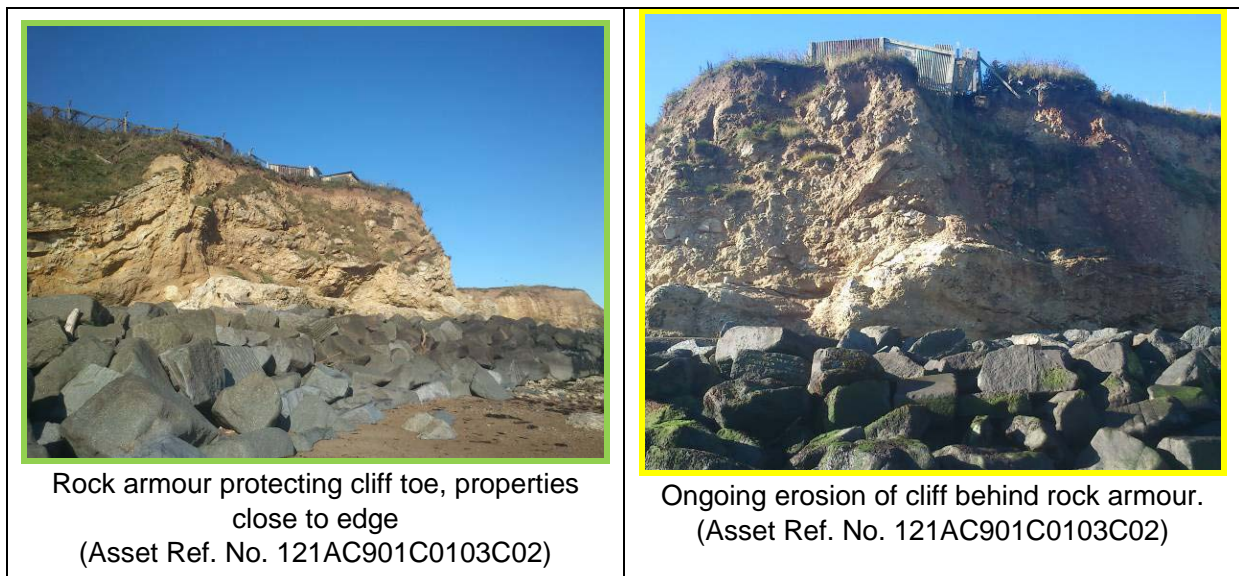 Rock armour protecting cliff toe, properties
close to edge
(Asset Ref. No. 121AC901C0103C02)
Ongoing erosion of cliff behind rock armour.
(Asset Ref. No. 121AC901C0103C02)